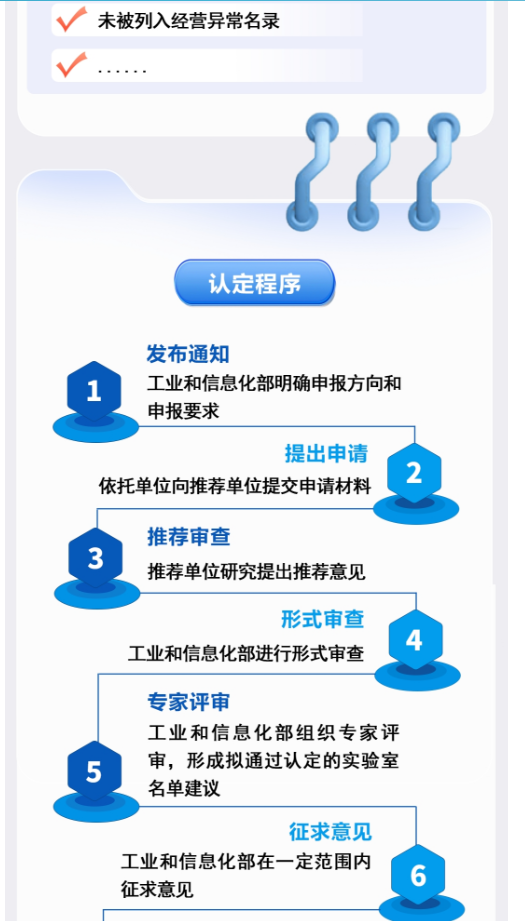 未被列入经营异常名录
......
认定程序
1
发布通知
工业和信息化部明确申报方向和
申报要求
提出申请
2
依托单位向推荐单位提交申请材料
推荐审查
3
推荐单位研究提出推荐意见
形式审查
4
工业和信息化部进行形式审查
专家评审
工业和信息化部组织专家评
审，形成拟通过认定的实验室
5
名单建议
征求意见
工业和信息化部在一定范围内
6
征求意见